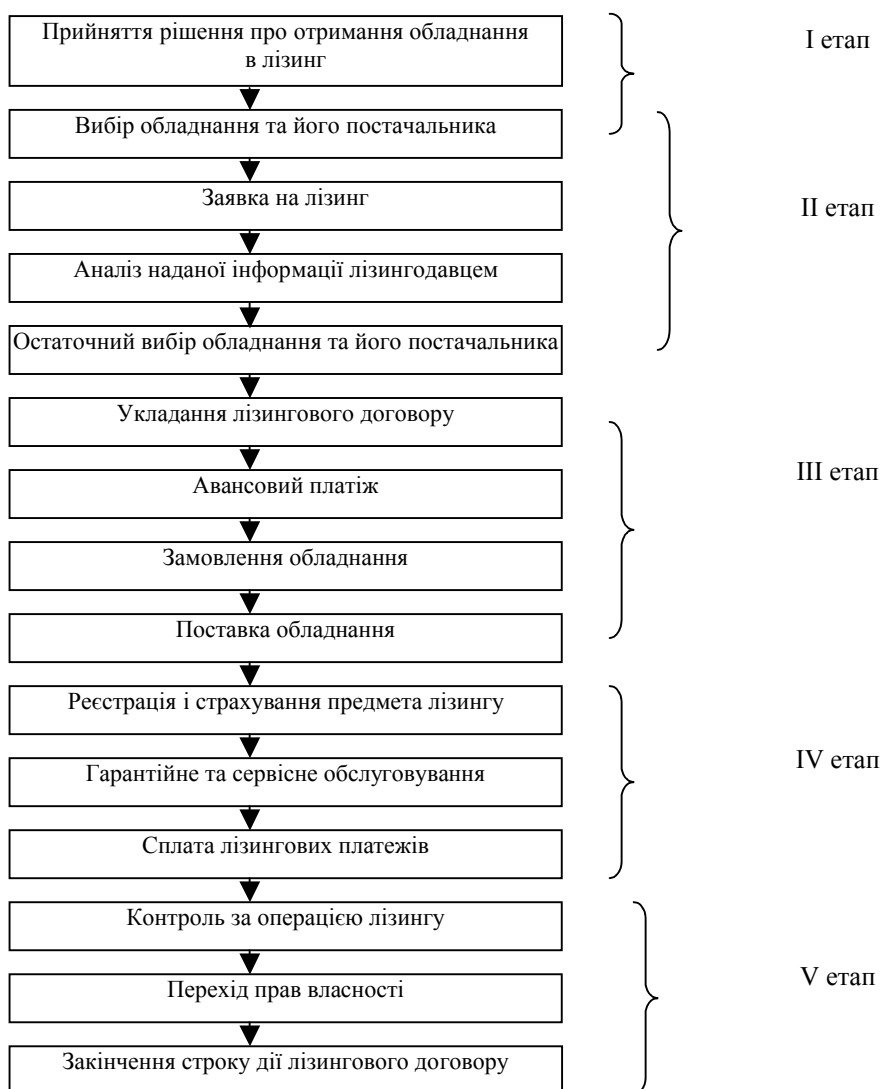 Прийняття рішення про отримання обладнання
в лізинг
I етап
Вибір обладнання та його постачальника
Заявка на лізинг
II етап
Аналіз наданої інформації лізингодавцем
Остаточний вибір обладнання та його постачальника
Укладання лізингового договору
III етап
Авансовий платіж
Замовлення обладнання
Поставка обладнання
Реєстрація і страхування предмета лізингу
IV етап
Гарантійне та сервісне обслуговування
Сплата лізингових платежів
Контроль за операцією лізингу
V етап
Перехід прав власності
Закінчення строку дії лізингового договору